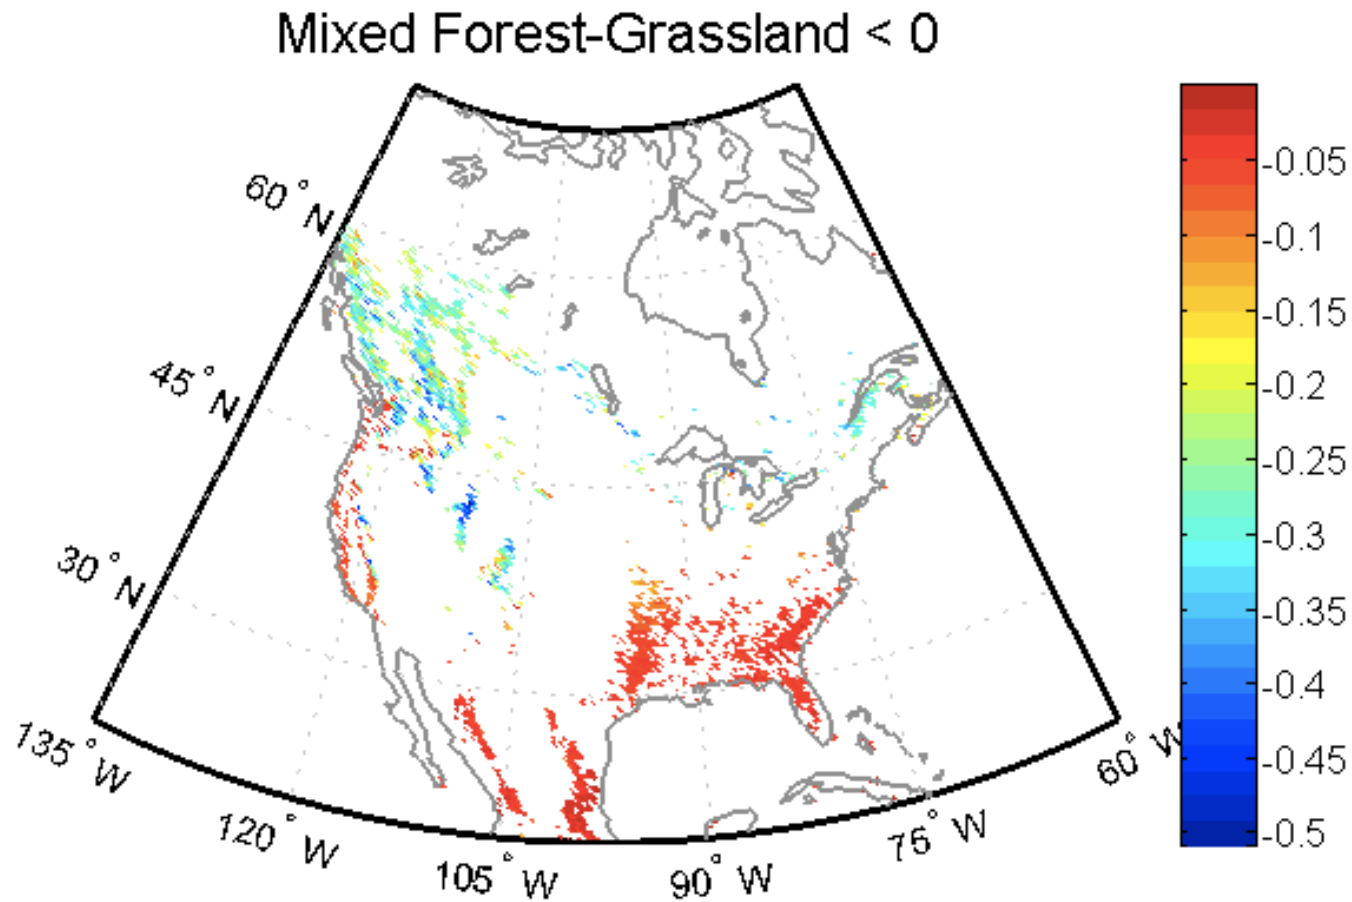 Mixed Forest-Grassland < 0
60° N
45° N
30° N
135° W
120° W
105° W
90° W
75° W
60° W
-0.05
-0.1
-0.15
-0.2
-0.25
-0.3
-0.35
-0.4
-0.45
-0.5